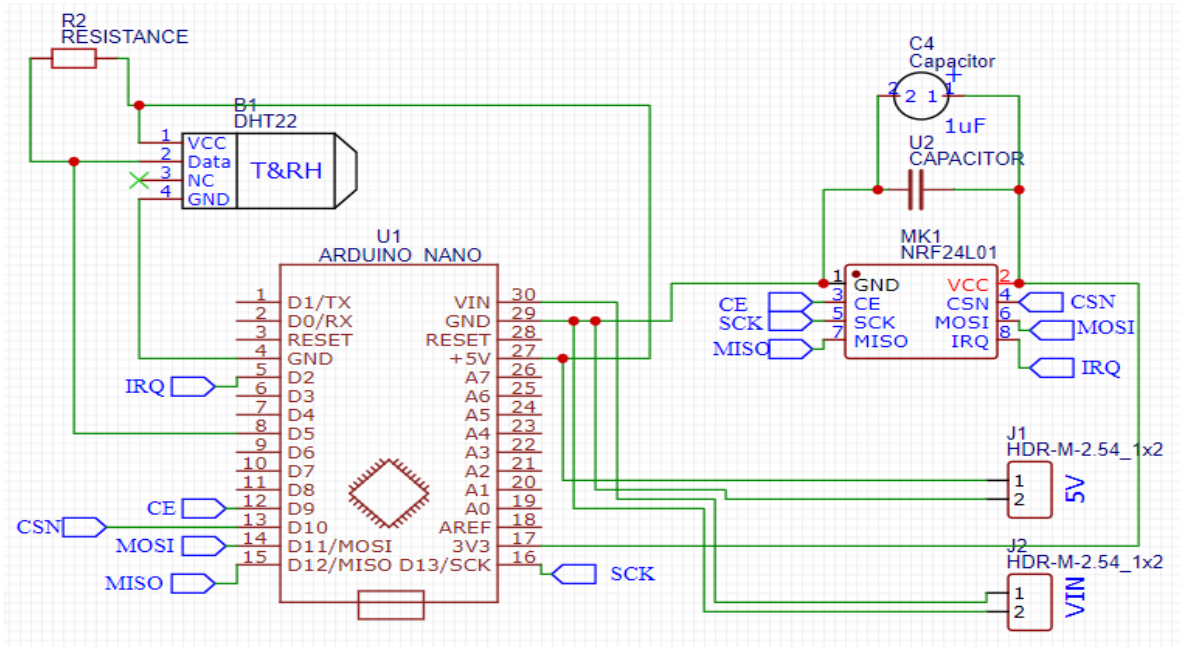 R2
RESISTANCE
B1
DHT22
1 VCC
2 Data
3 NC
4 GND
T&RH
C4
Capacitor
+
2 2 1 1
1uF
U2
CAPACITOR
MK1
NRF24L01
1 GND VCC 2
CE 3 CE CSN 4 CSN
SCK 5 SCK MOSI 6 MOSI
MISO 7 MISO IRQ 8 IRQ
U1
ARDUINO NANO
1 D1/TX VIN 30
2 D0/RX GND 29
3 RESET RESET 28
4 GND +5V 27
IRQ 5 D2 A7 26
6 D3 A6 25
7 D4 A5 24
8 D5 A4 23
9 D6 A3 22
10 D7 A2 21
11 D8 A1 20
CE 12 D9 A0 19
CSN 13 D10 AREF 18
MOSI 14 D11/MOSI 3V3 17
MISO 15 D12/MISO D13/SCK 16 SCK
J1
HDR-M-2.54_1x2
1
2
5V
J2
HDR-M-2.54_1x2
1
2
VIN